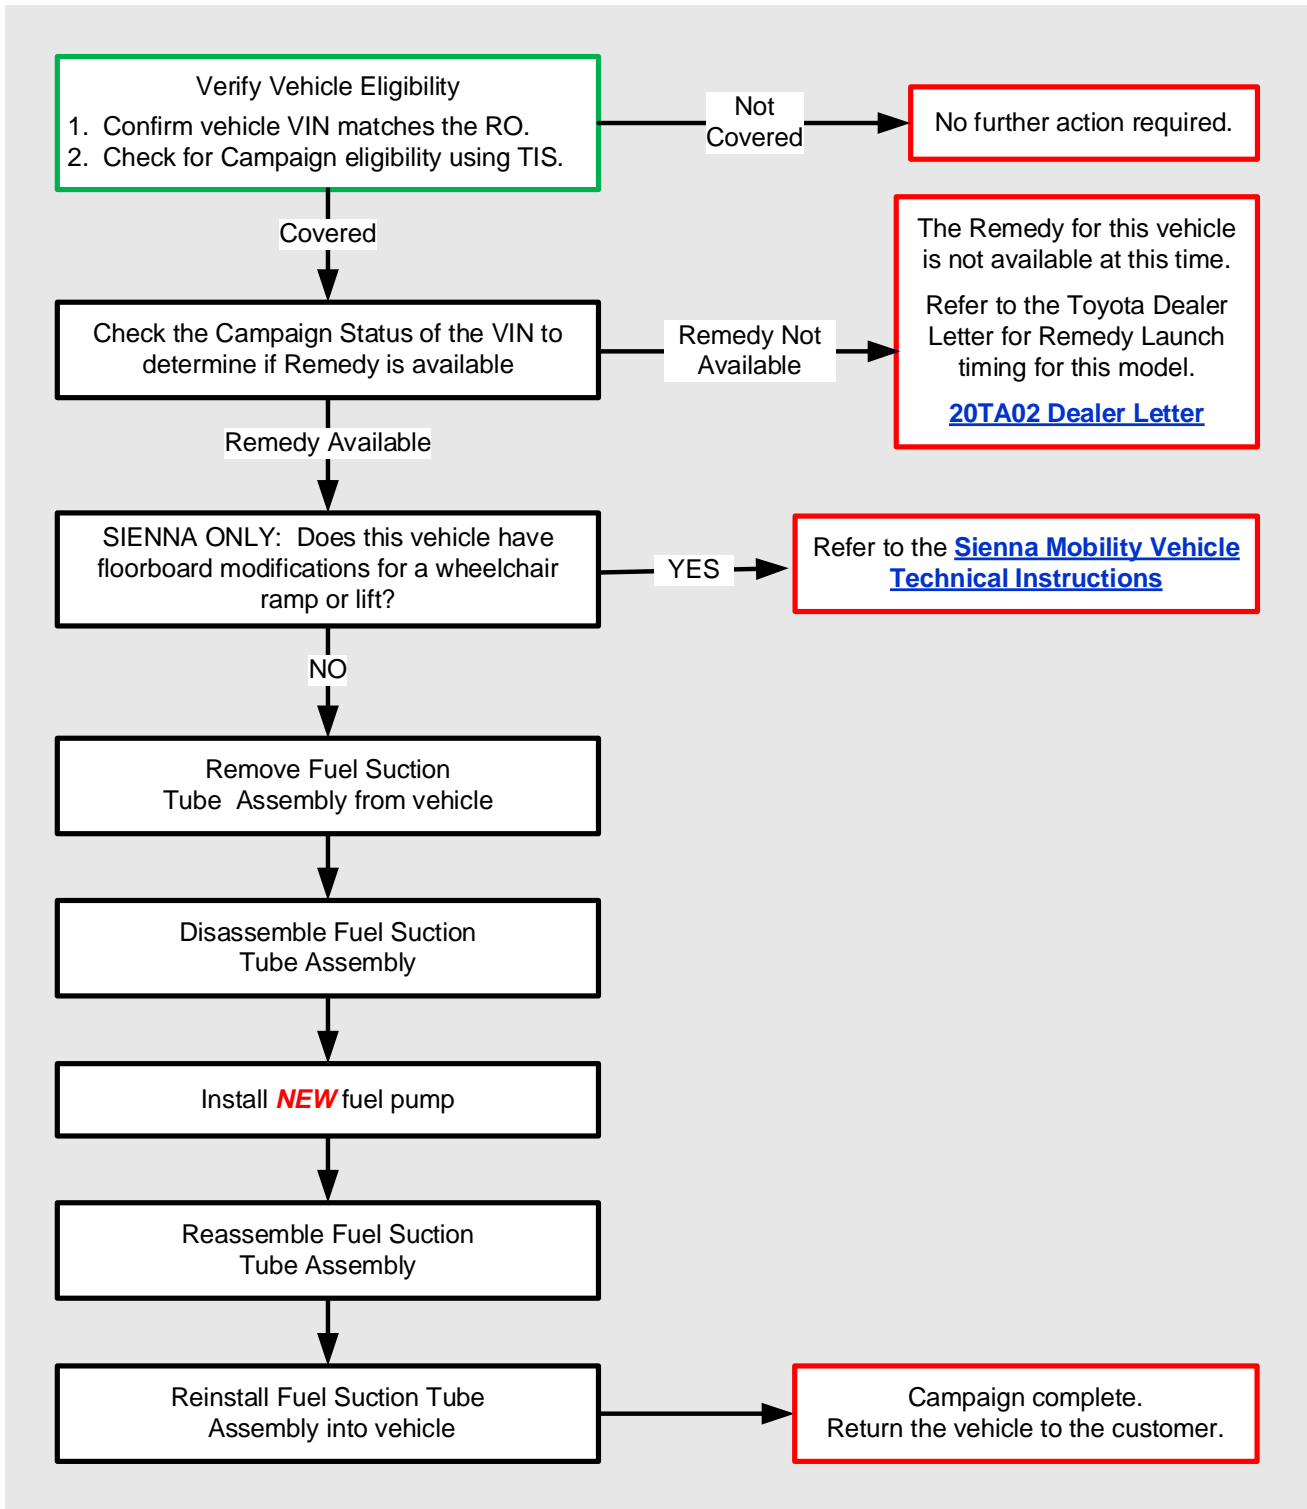 Verify Vehicle Eligibility
1. Confirm vehicle VIN matches the RO.
2. Check for Campaign eligibility using TIS.
Not
Covered
No further action required.
Covered
The Remedy for this vehicle
is not available at this time.
Refer to the Toyota Dealer
Letter for Remedy Launch
timing for this model.
20TA02 Dealer Letter
Check the Campaign Status of the VIN to
determine if Remedy is available
Remedy Not
Available
Remedy Available
SIENNA ONLY: Does this vehicle have
floorboard modifications for a wheelchair
ramp or lift?
YES
Refer to the Sienna Mobility Vehicle
Technical Instructions
NO
Remove Fuel Suction
Tube Assembly from vehicle
Disassemble Fuel Suction
Tube Assembly
Install NEW fuel pump
Reassemble Fuel Suction
Tube Assembly
Reinstall Fuel Suction Tube
Assembly into vehicle
Campaign complete.
Return the vehicle to the customer.